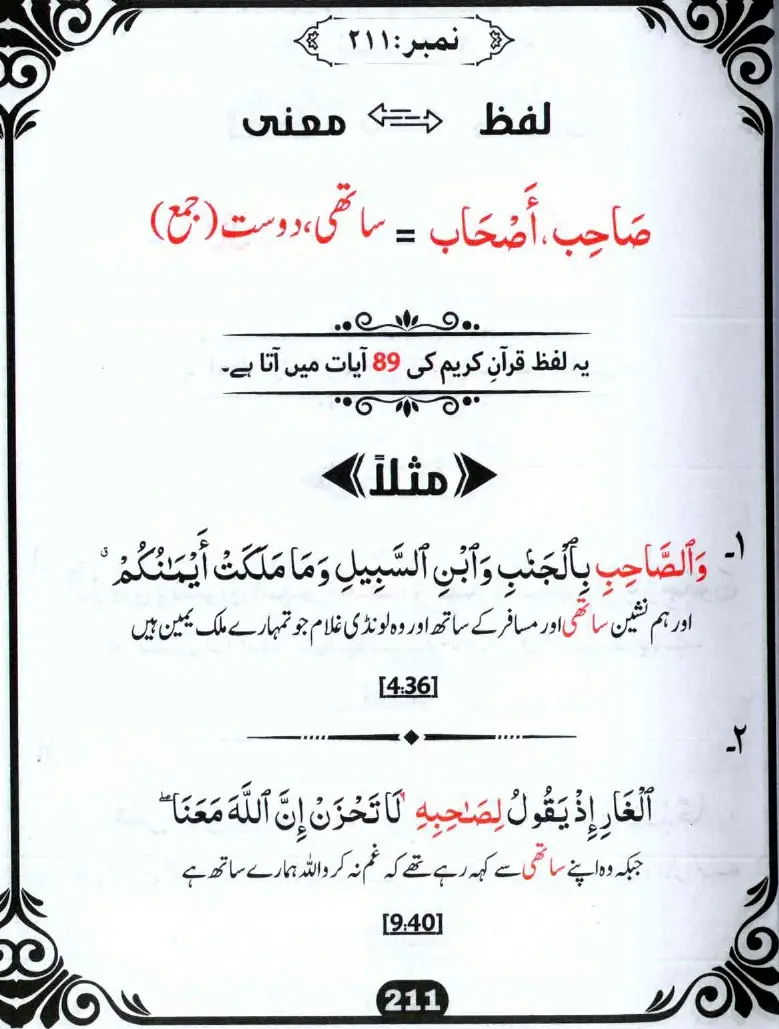 نمبر:۲۱۱
لفظ معنی
صَاحِب، أَصْحَاب = ساتھی، دوست (جمع)
یہ لفظ قرآنِ کریم کی 89 آیات میں آتا ہے۔
مثلاً
۱۔ وَٱلصَّاحِبِ بِٱلْجَنۢبِ وَٱبْنِ ٱلسَّبِيلِ وَمَا مَلَكَتْ أَيْمَـٰنُكُمْ ۗ
اور ہم نشین ساتھی اور مسافر کے ساتھ اور وہ لونڈی غلام جو تمہارے ملک یمین ہیں
[4:36]
۲۔
ٱلْغَارِ إِذْ يَقُولُ لِصَـٰحِبِهِۦ لَا تَحْزَنْ إِنَّ ٱللَّهَ مَعَنَا ۖ
جبکہ وہ اپنے ساتھی سے کہہ رہے تھے کہ غم نہ کرو اللہ ہمارے ساتھ ہے
[9:40]
211